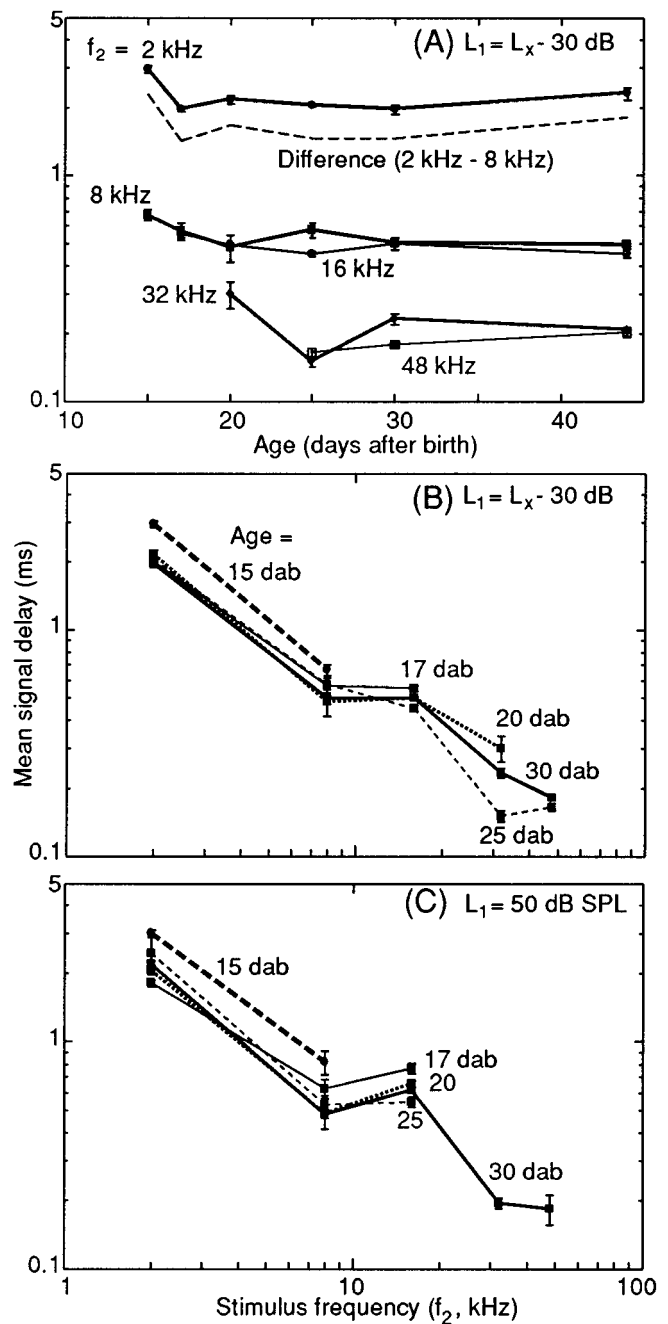 5
f₂ = 2 kHz
(A) L₁ = Lₓ - 30 dB
Difference (2 kHz - 8 kHz)
1
8 kHz
16 kHz
32 kHz
48 kHz
0.1
10 20 30 40
Age (days after birth)
5
(B) L₁ = Lₓ - 30 dB
Age =
15 dab
Mean signal delay (ms)
1
17 dab
20 dab
30 dab
25 dab
0.1
5
(C) L₁ = 50 dB SPL
15 dab
1
17 dab
20
25
30 dab
0.1
1 10 100
Stimulus frequency (f₂, kHz)